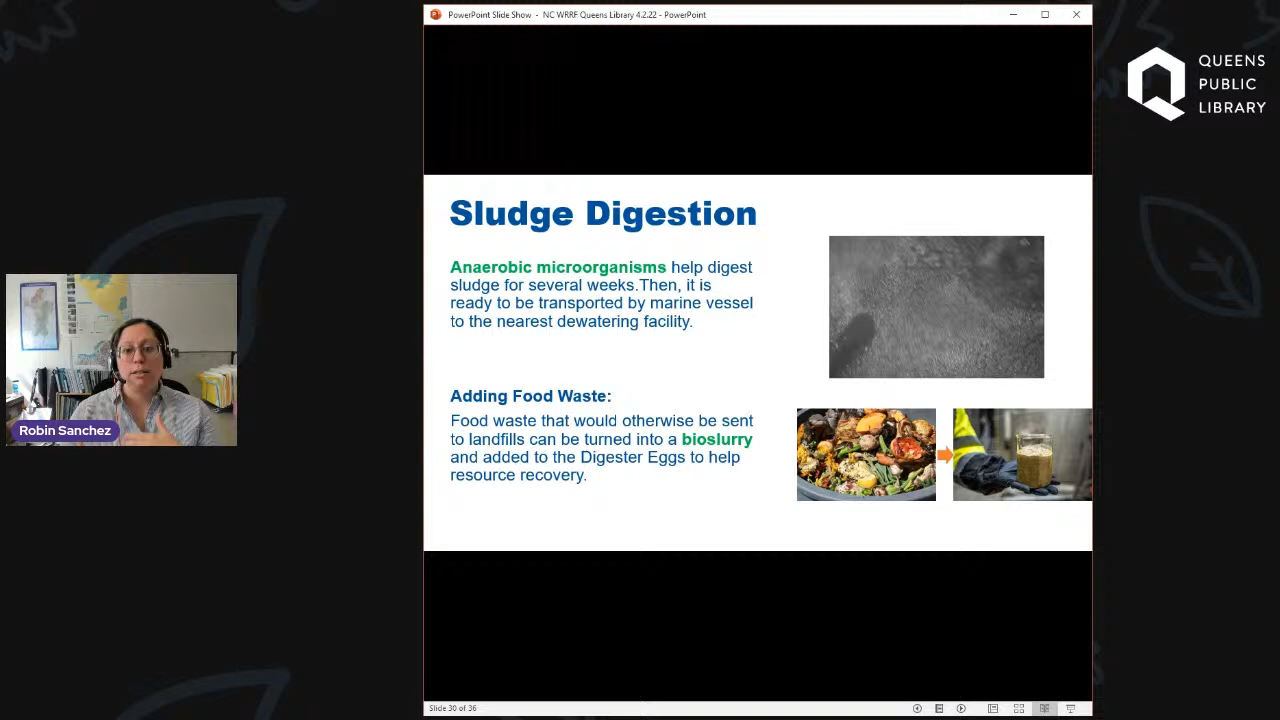 PowerPoint Slide Show - NC WRRF Queens Library 4.2.22 - PowerPoint
QUEENS
PUBLIC
LIBRARY
Sludge Digestion
Anaerobic microorganisms help digest
sludge for several weeks.Then, it is
ready to be transported by marine vessel
to the nearest dewatering facility.
Adding Food Waste:
Food waste that would otherwise be sent
to landfills can be turned into a bioslurry
and added to the Digester Eggs to help
resource recovery.
Robin Sanchez
Slide 30 of 36